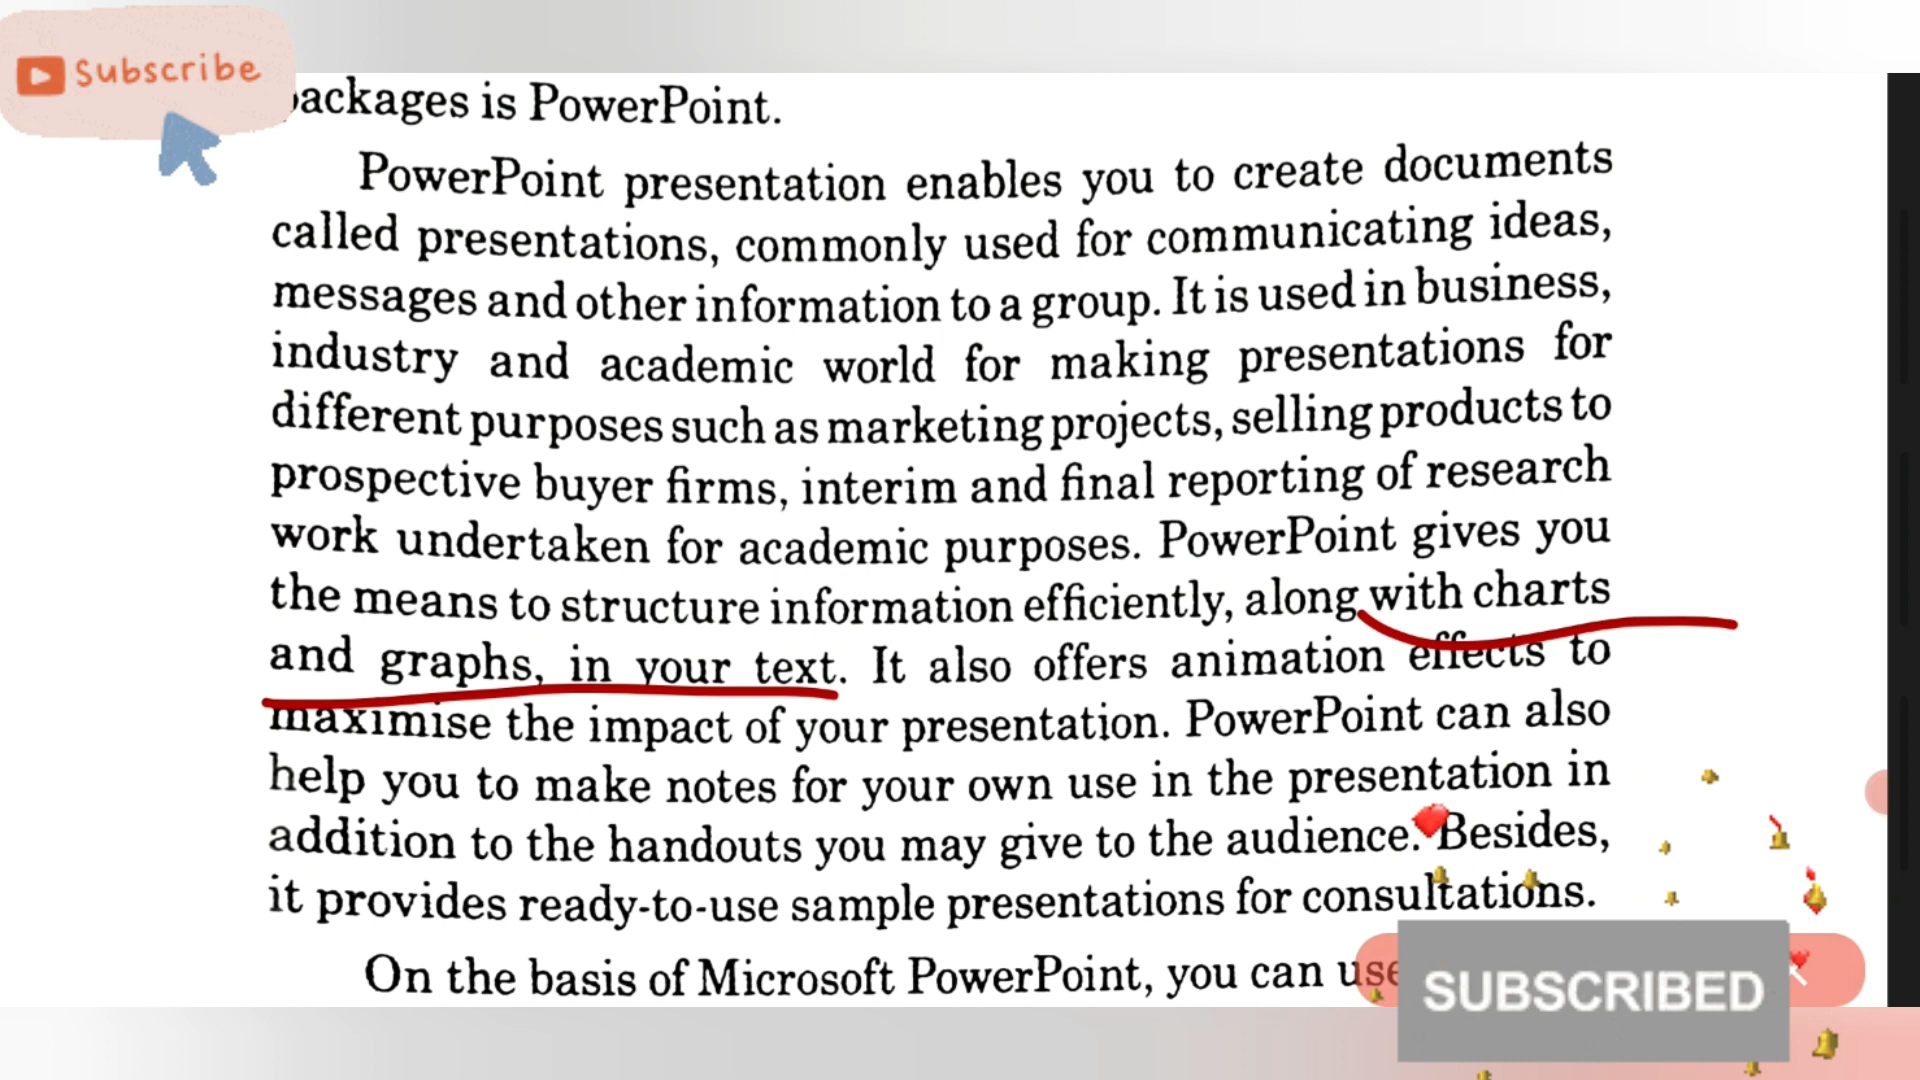 Subscribe
packages is PowerPoint.
PowerPoint presentation enables you to create documents
called presentations, commonly used for communicating ideas,
messages and other information to a group. It is used in business,
industry and academic world for making presentations for
different purposes such as marketing projects, selling products to
prospective buyer firms, interim and final reporting of research
work undertaken for academic purposes. PowerPoint gives you
the means to structure information efficiently, along with charts
and graphs, in your text. It also offers animation effects to
maximise the impact of your presentation. PowerPoint can also
help you to make notes for your own use in the presentation in
addition to the handouts you may give to the audience. Besides,
it provides ready-to-use sample presentations for consultations.
On the basis of Microsoft PowerPoint, you can use
SUBSCRIBED